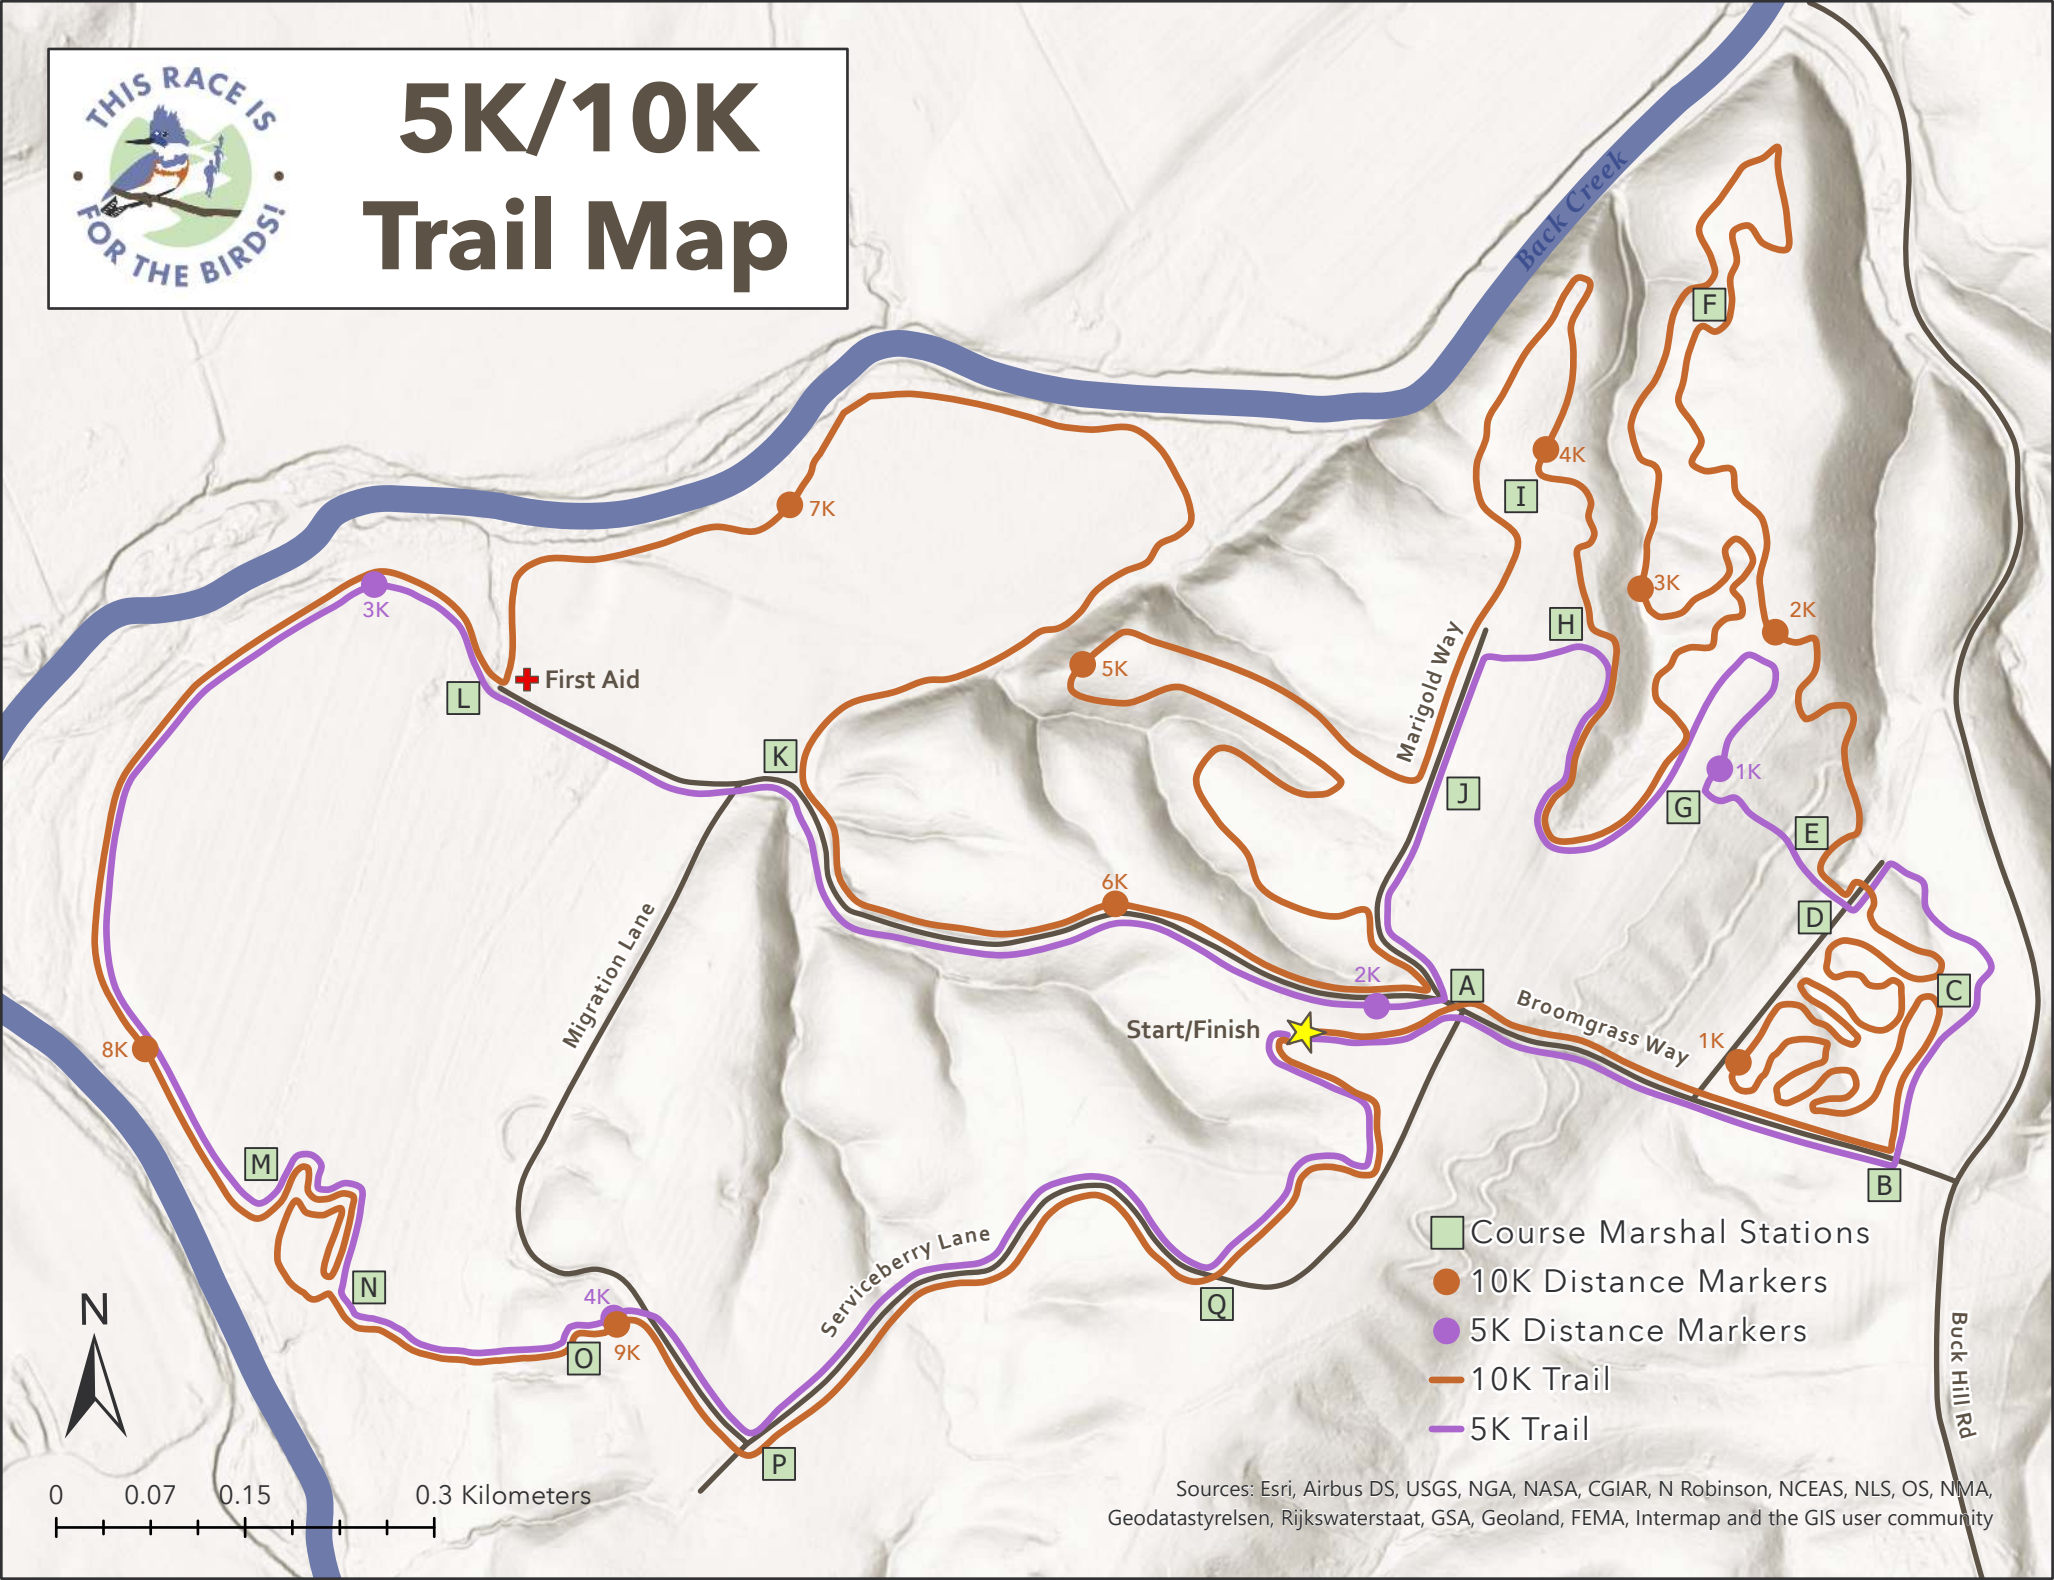 THIS RACE IS
FOR THE BIRDS!
5K/10K
Trail Map
Back Creek
F
4K
I
7K
3K
2K
H
3K
First Aid
L
5K
Marigold Way
K
J
1K
G
E
6K
D
Migration Lane
2K
A
C
Start/Finish
Broomgrass Way
1K
8K
M
B
Serviceberry Lane
N
4K
O
9K
Q
P
N
Course Marshal Stations
10K Distance Markers
5K Distance Markers
10K Trail
5K Trail
Buck Hill Rd
0 0.07 0.15 0.3 Kilometers
Sources: Esri, Airbus DS, USGS, NGA, NASA, CGIAR, N Robinson, NCEAS, NLS, OS, NMA,
Geodatastyrelsen, Rijkswaterstaat, GSA, Geoland, FEMA, Intermap and the GIS user community